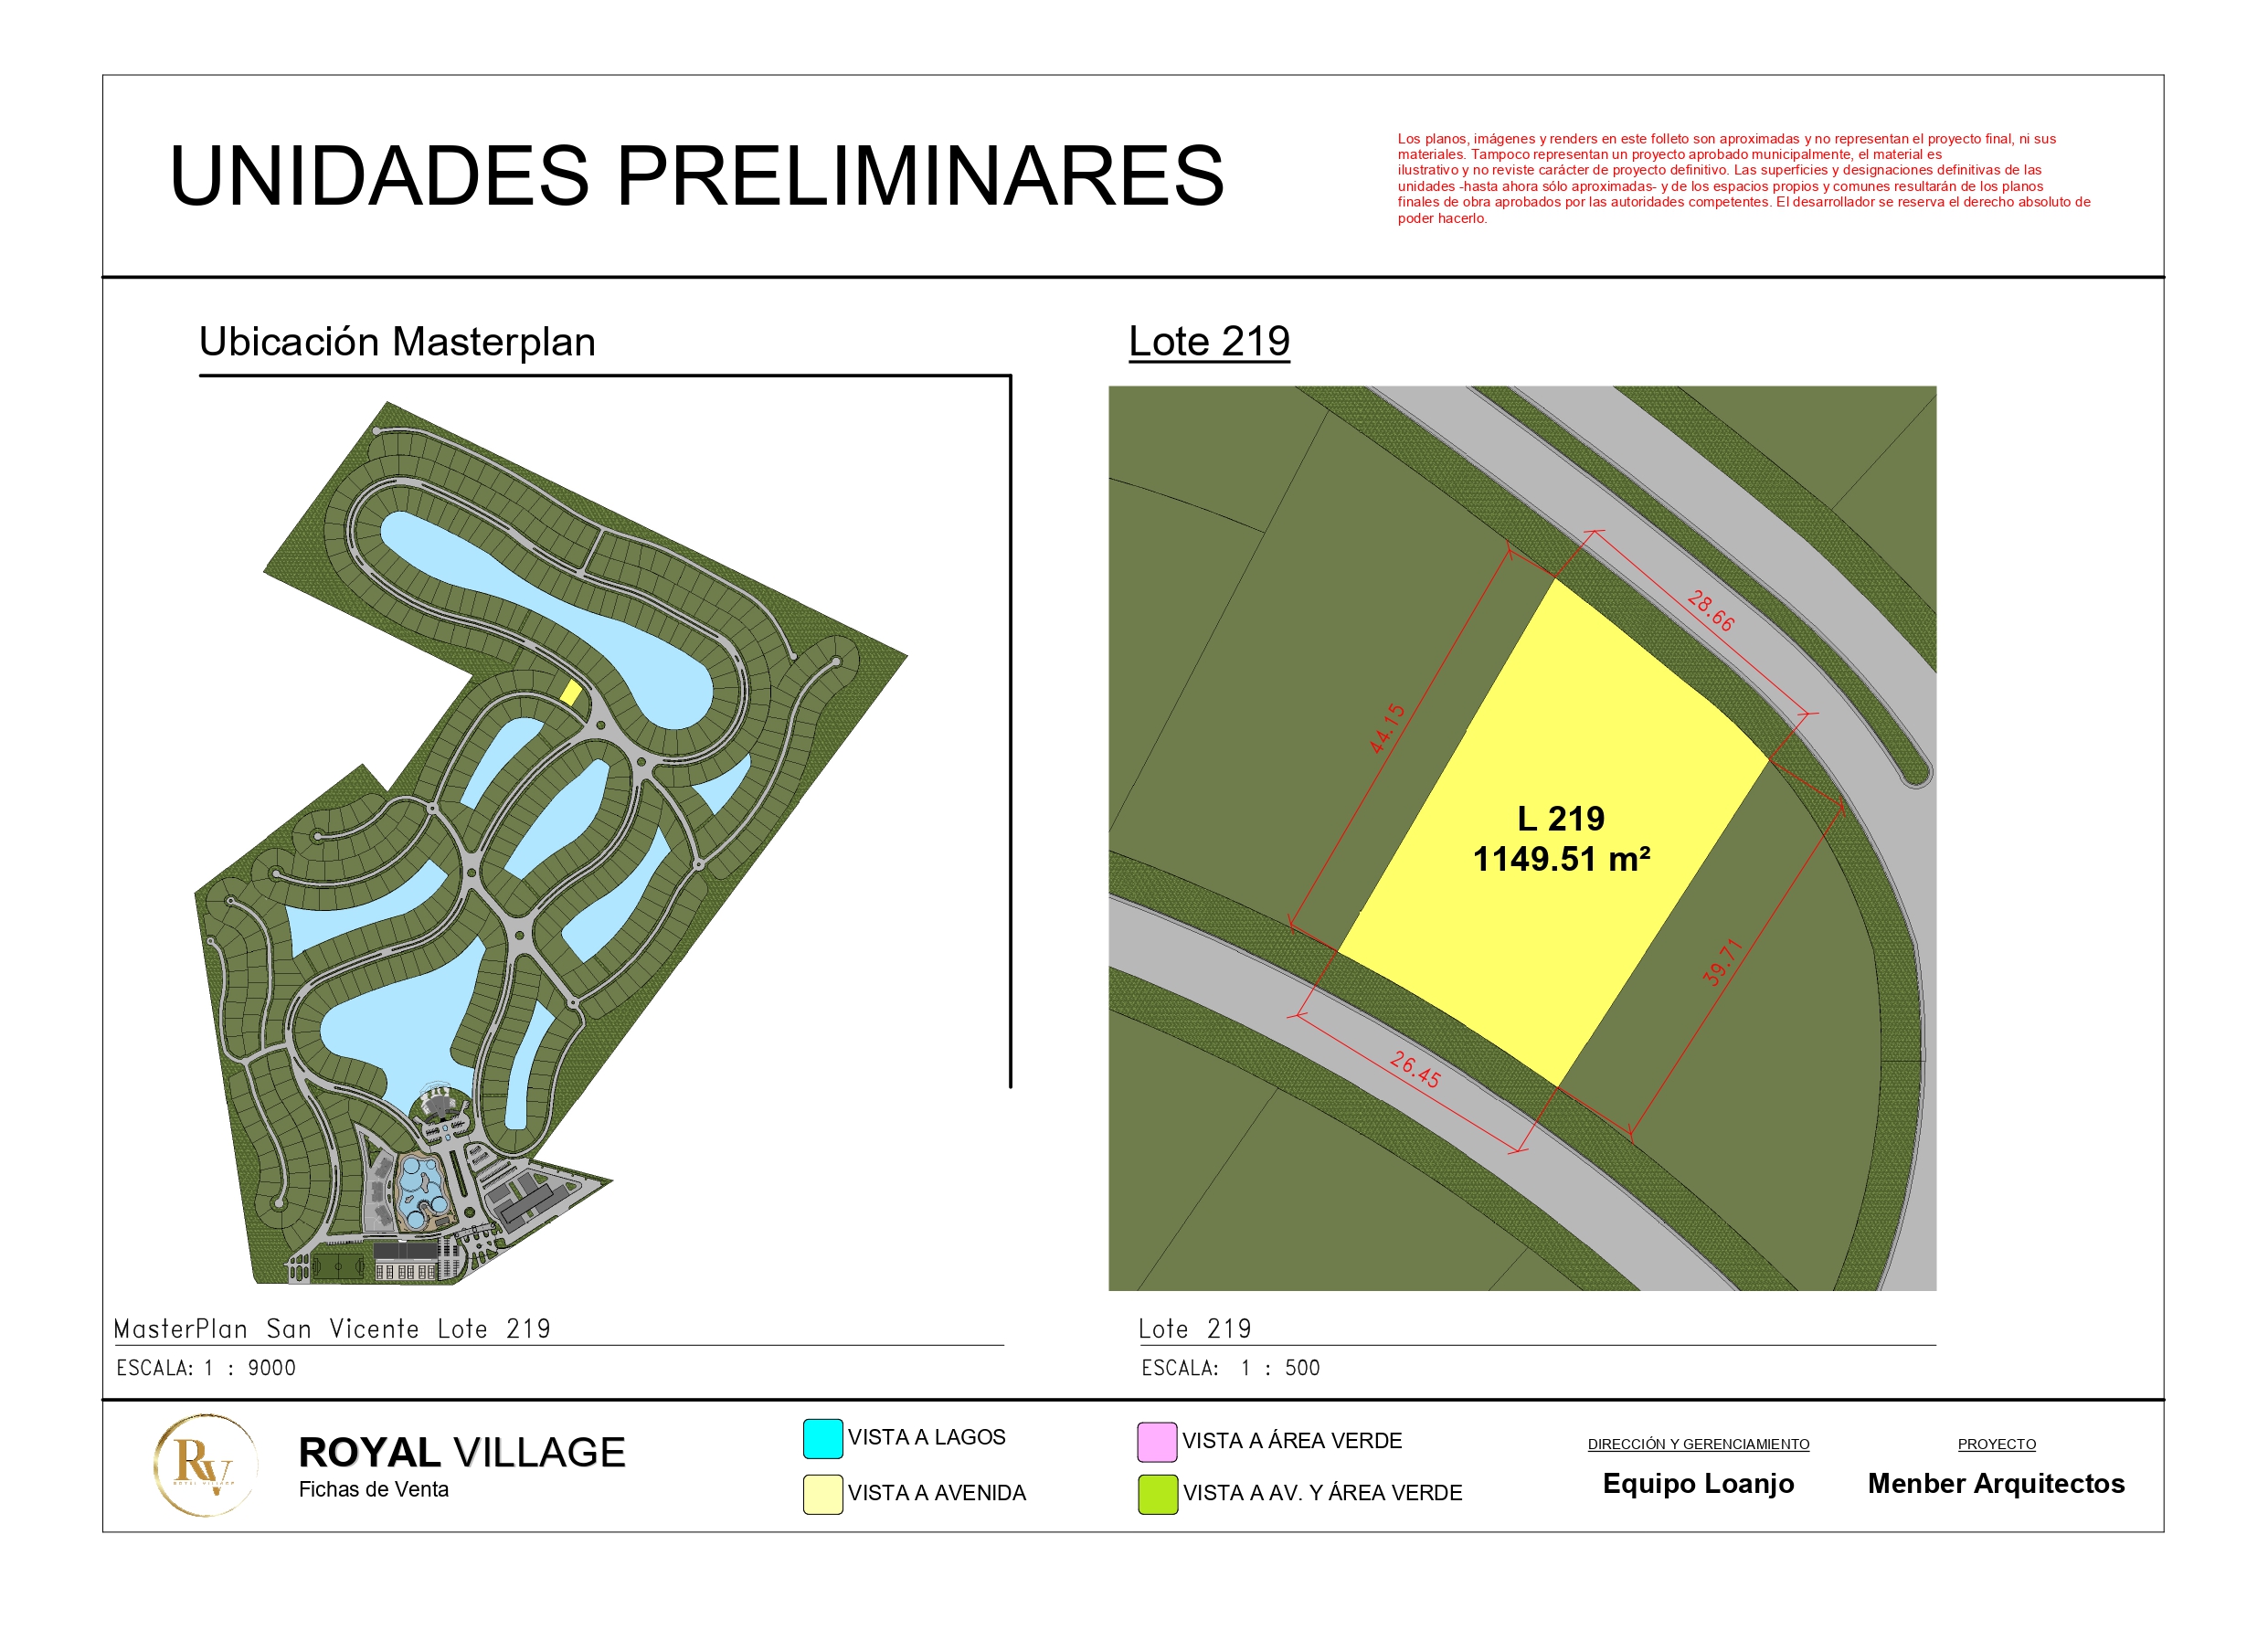 UNIDADES PRELIMINARES
Los planos, imágenes y renders en este folleto son aproximadas y no representan el proyecto final, ni sus
materiales. Tampoco representan un proyecto aprobado municipalmente, el material es
ilustrativo y no reviste carácter de proyecto definitivo. Las superficies y designaciones definitivas de las
unidades -hasta ahora sólo aproximadas- y de los espacios propios y comunes resultarán de los planos
finales de obra aprobados por las autoridades competentes. El desarrollador se reserva el derecho absoluto de
poder hacerlo.
Ubicación Masterplan
Lote 219
28.66
44.15
L 219
1149.51 m²
39.71
26.45
MasterPlan San Vicente Lote 219
ESCALA: 1 : 9000
Lote 219
ESCALA: 1 : 500
RV
ROYAL VILLAGE
ROYAL VILLAGE
Fichas de Venta
VISTA A LAGOS
VISTA A AVENIDA
VISTA A ÁREA VERDE
VISTA A AV. Y ÁREA VERDE
DIRECCIÓN Y GERENCIAMIENTO
Equipo Loanjo
PROYECTO
Menber Arquitectos